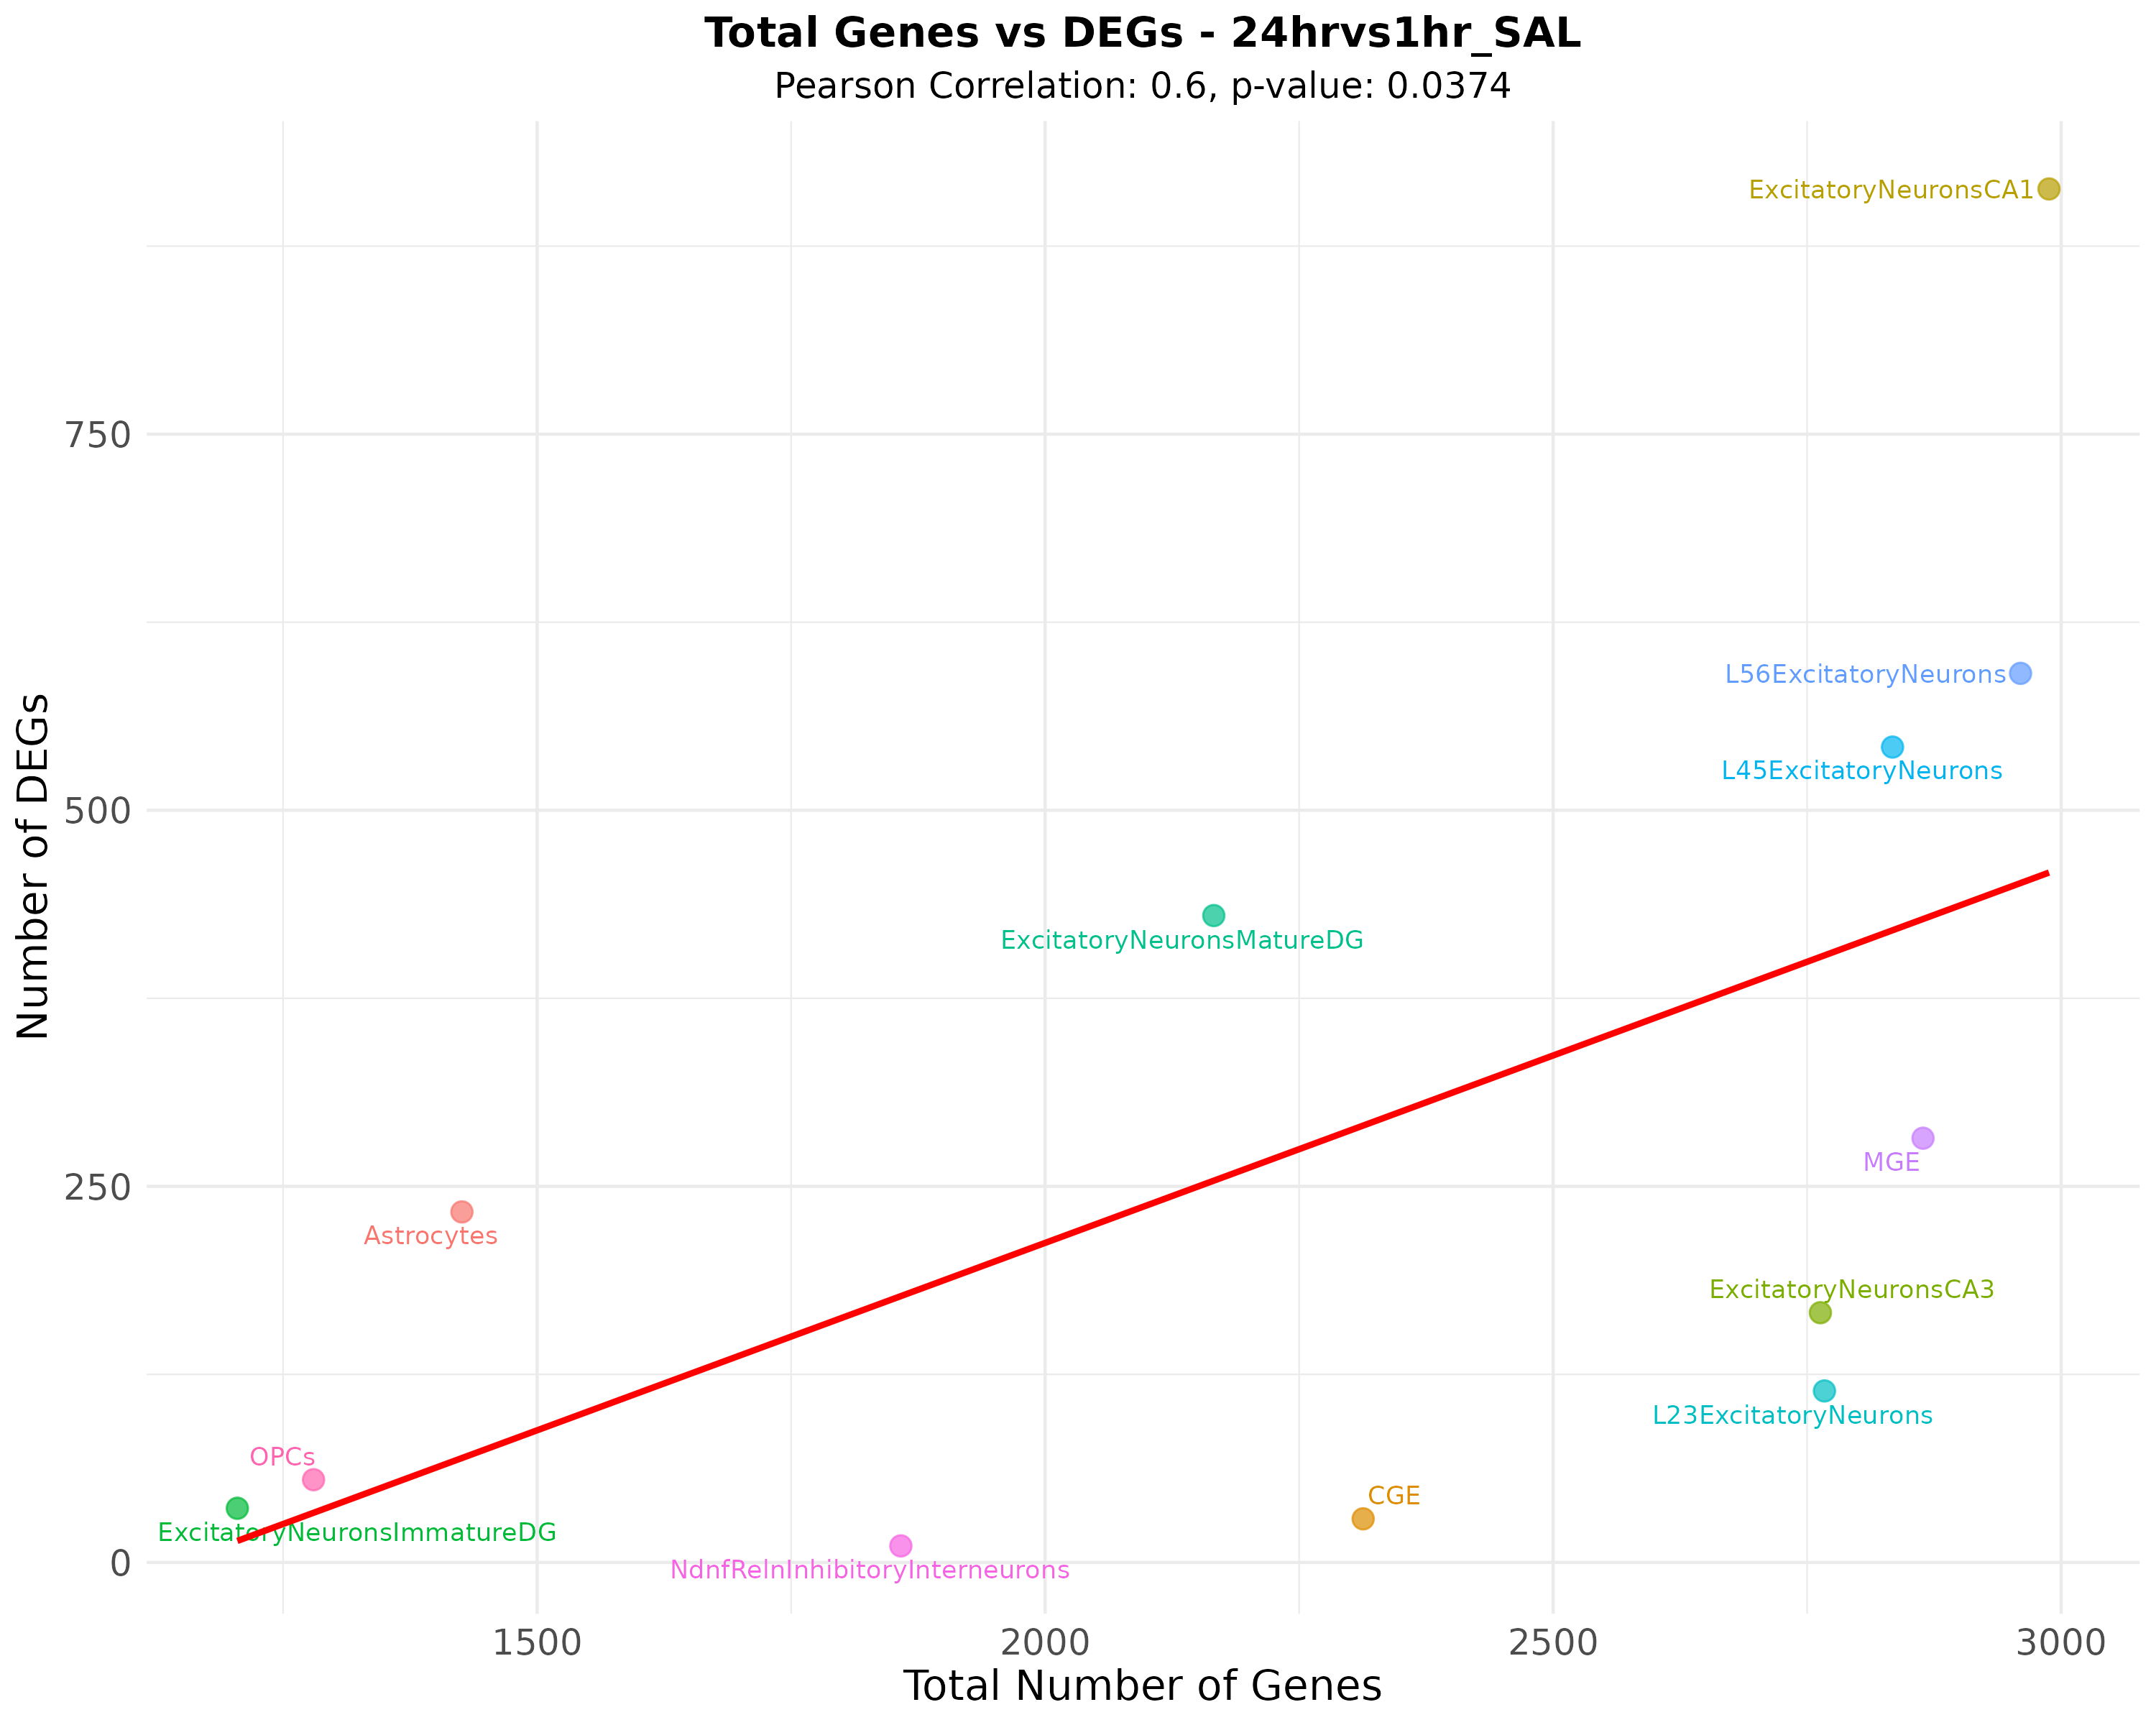 Total Genes vs DEGs - 24hrvs1hr_SAL
Pearson Correlation: 0.6, p-value: 0.0374
ExcitatoryNeuronsCA1
750
L56ExcitatoryNeurons
L45ExcitatoryNeurons
500
ExcitatoryNeuronsMatureDG
Number of DEGs
MGE
250
Astrocytes
ExcitatoryNeuronsCA3
L23ExcitatoryNeurons
OPCs
CGE
ExcitatoryNeuronsImmatureDG
0
NdnfRelnInhibitoryInterneurons
1500 2000 2500 3000
Total Number of Genes